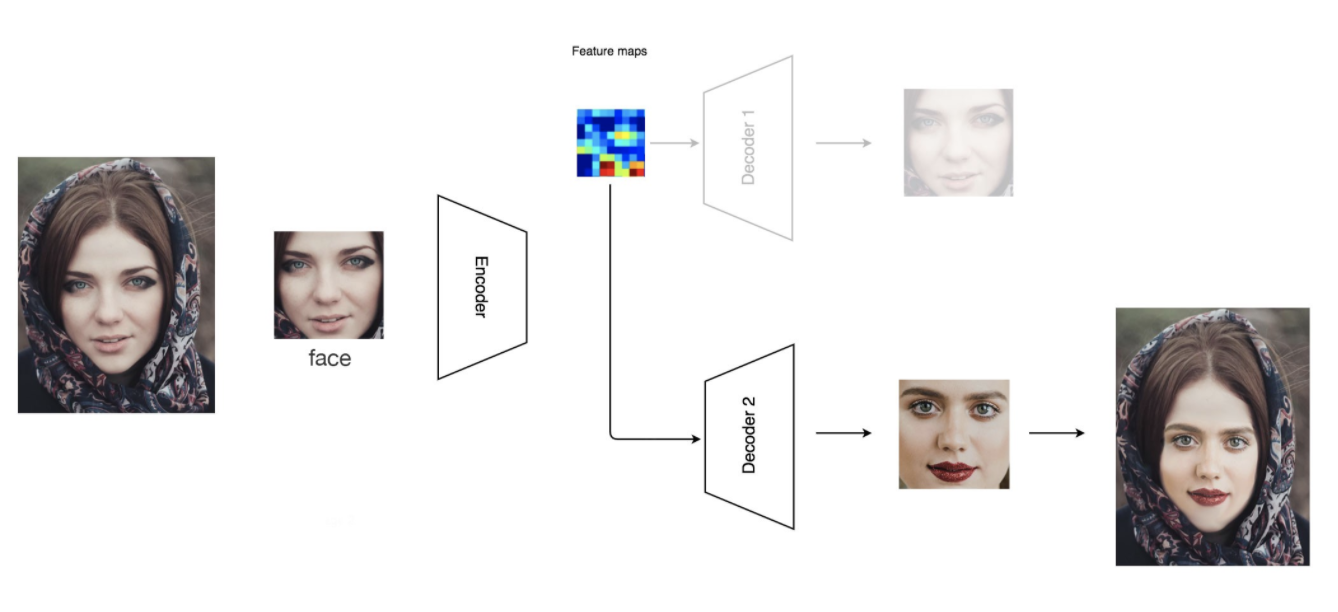 Feature maps
Decoder 1
face
Encoder
Decoder 2